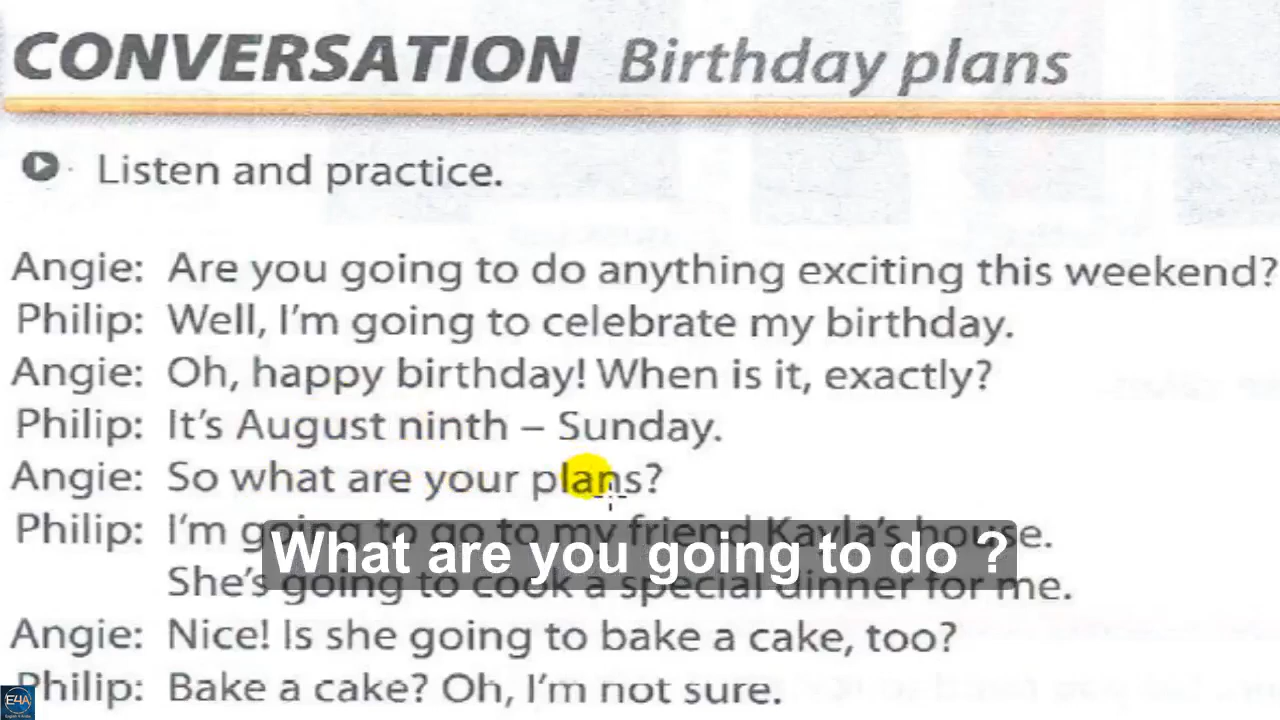 CONVERSATION Birthday plans
Listen and practice.
Angie: Are you going to do anything exciting this weekend?
Philip: Well, I'm going to celebrate my birthday.
Angie: Oh, happy birthday! When is it, exactly?
Philip: It's August ninth – Sunday.
Angie: So what are your plans?
Philip: I'm going to go to my friend Kayla's house.
What are you going to do ?
She's going to cook a special dinner for me.
Angie: Nice! Is she going to bake a cake, too?
Philip: Bake a cake? Oh, I'm not sure.
E4A